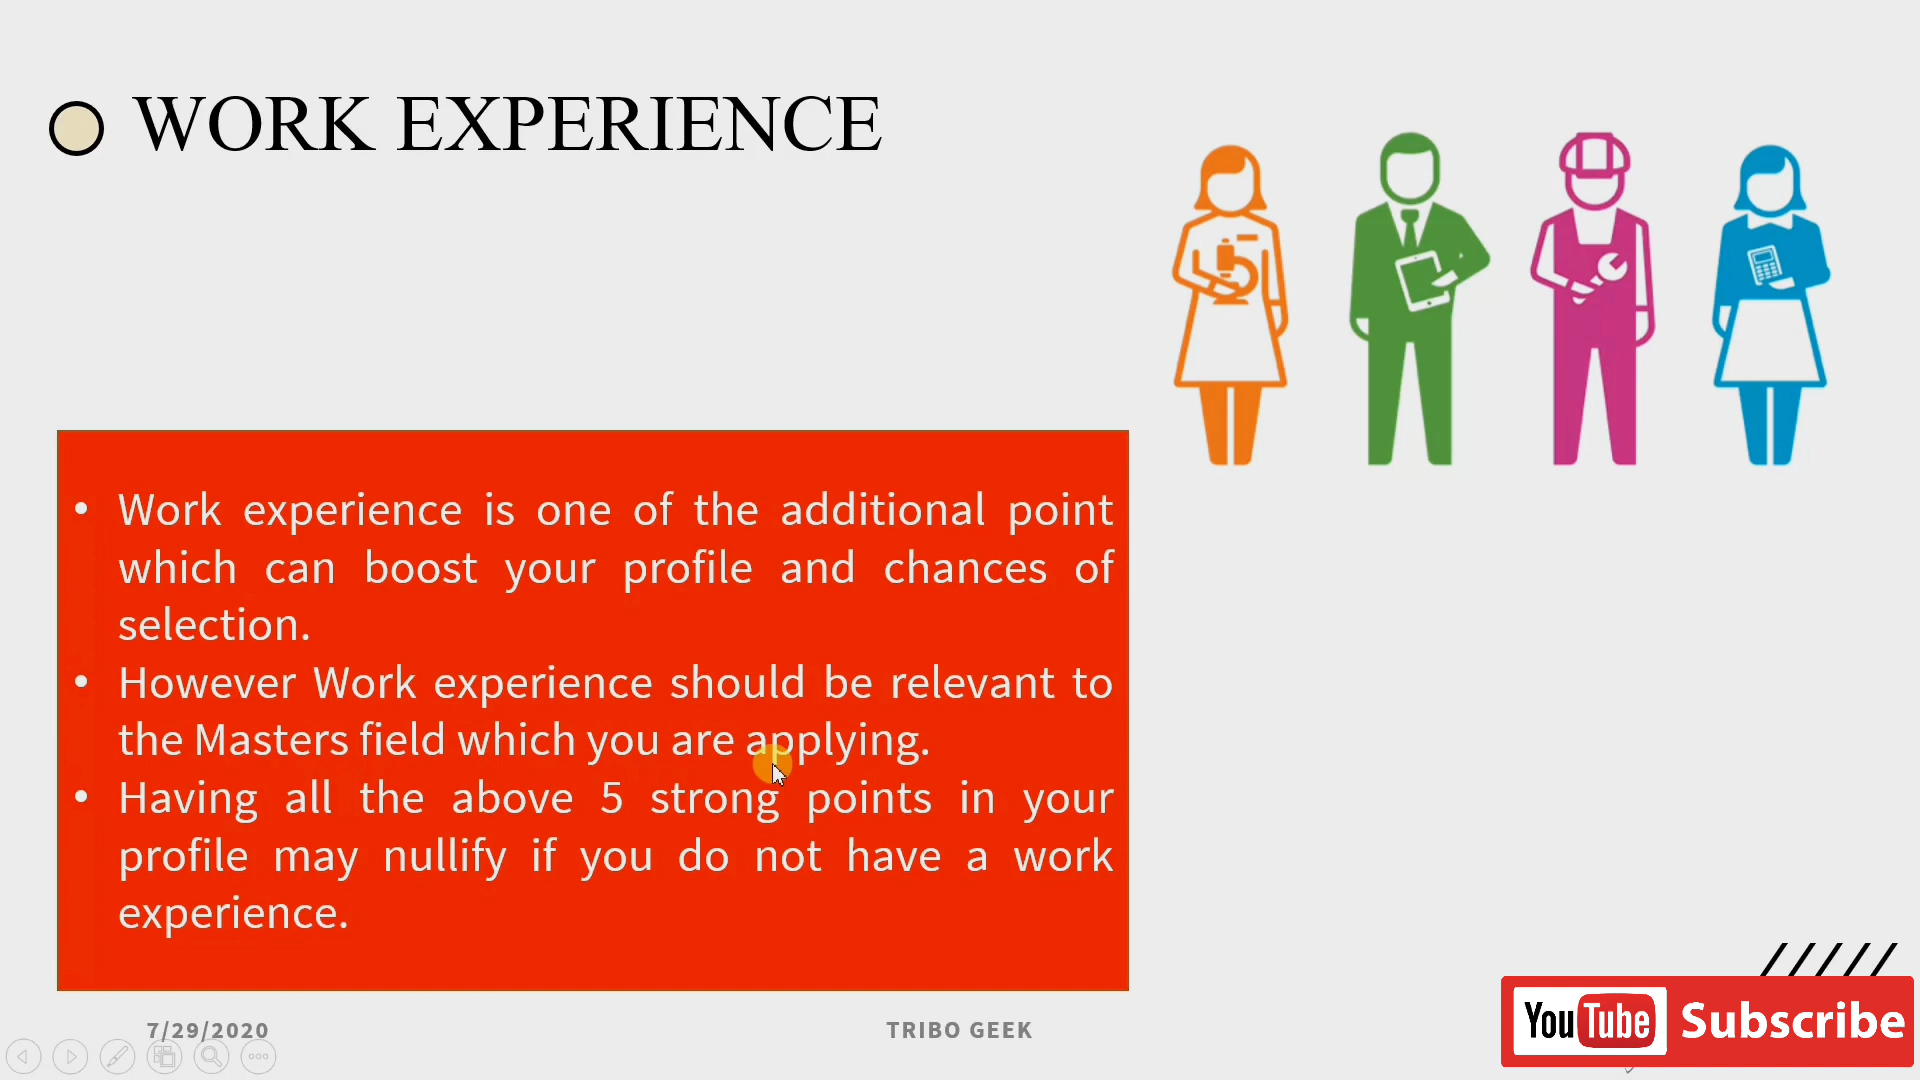 WORK EXPERIENCE
• Work experience is one of the additional point
which can boost your profile and chances of
selection.
• However Work experience should be relevant to
the Masters field which you are applying.
• Having all the above 5 strong points in your
profile may nullify if you do not have a work
experience.
7/29/2020
TRIBO GEEK
YouTube Subscribe